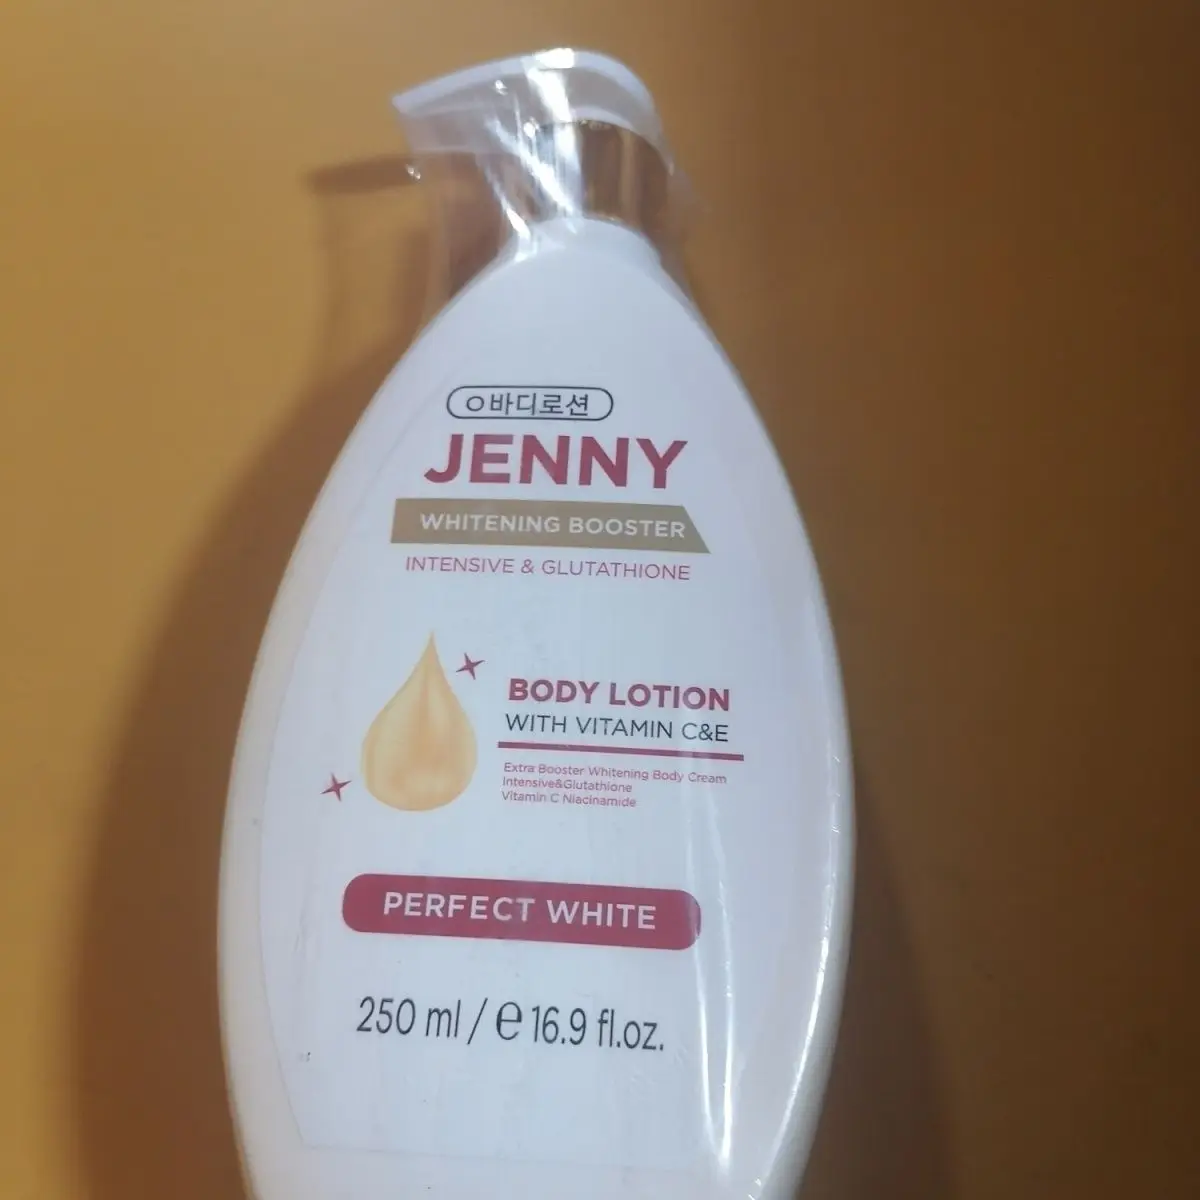 ㅇ바디로션
JENNY
WHITENING BOOSTER
INTENSIVE & GLUTATHIONE
BODY LOTION
WITH VITAMIN C&E
Extra Booster Whitening Body Cream
Intensive&Glutathione
Vitamin C Niacinamide
PERFECT WHITE
250 ml / ℮ 16.9 fl.oz.